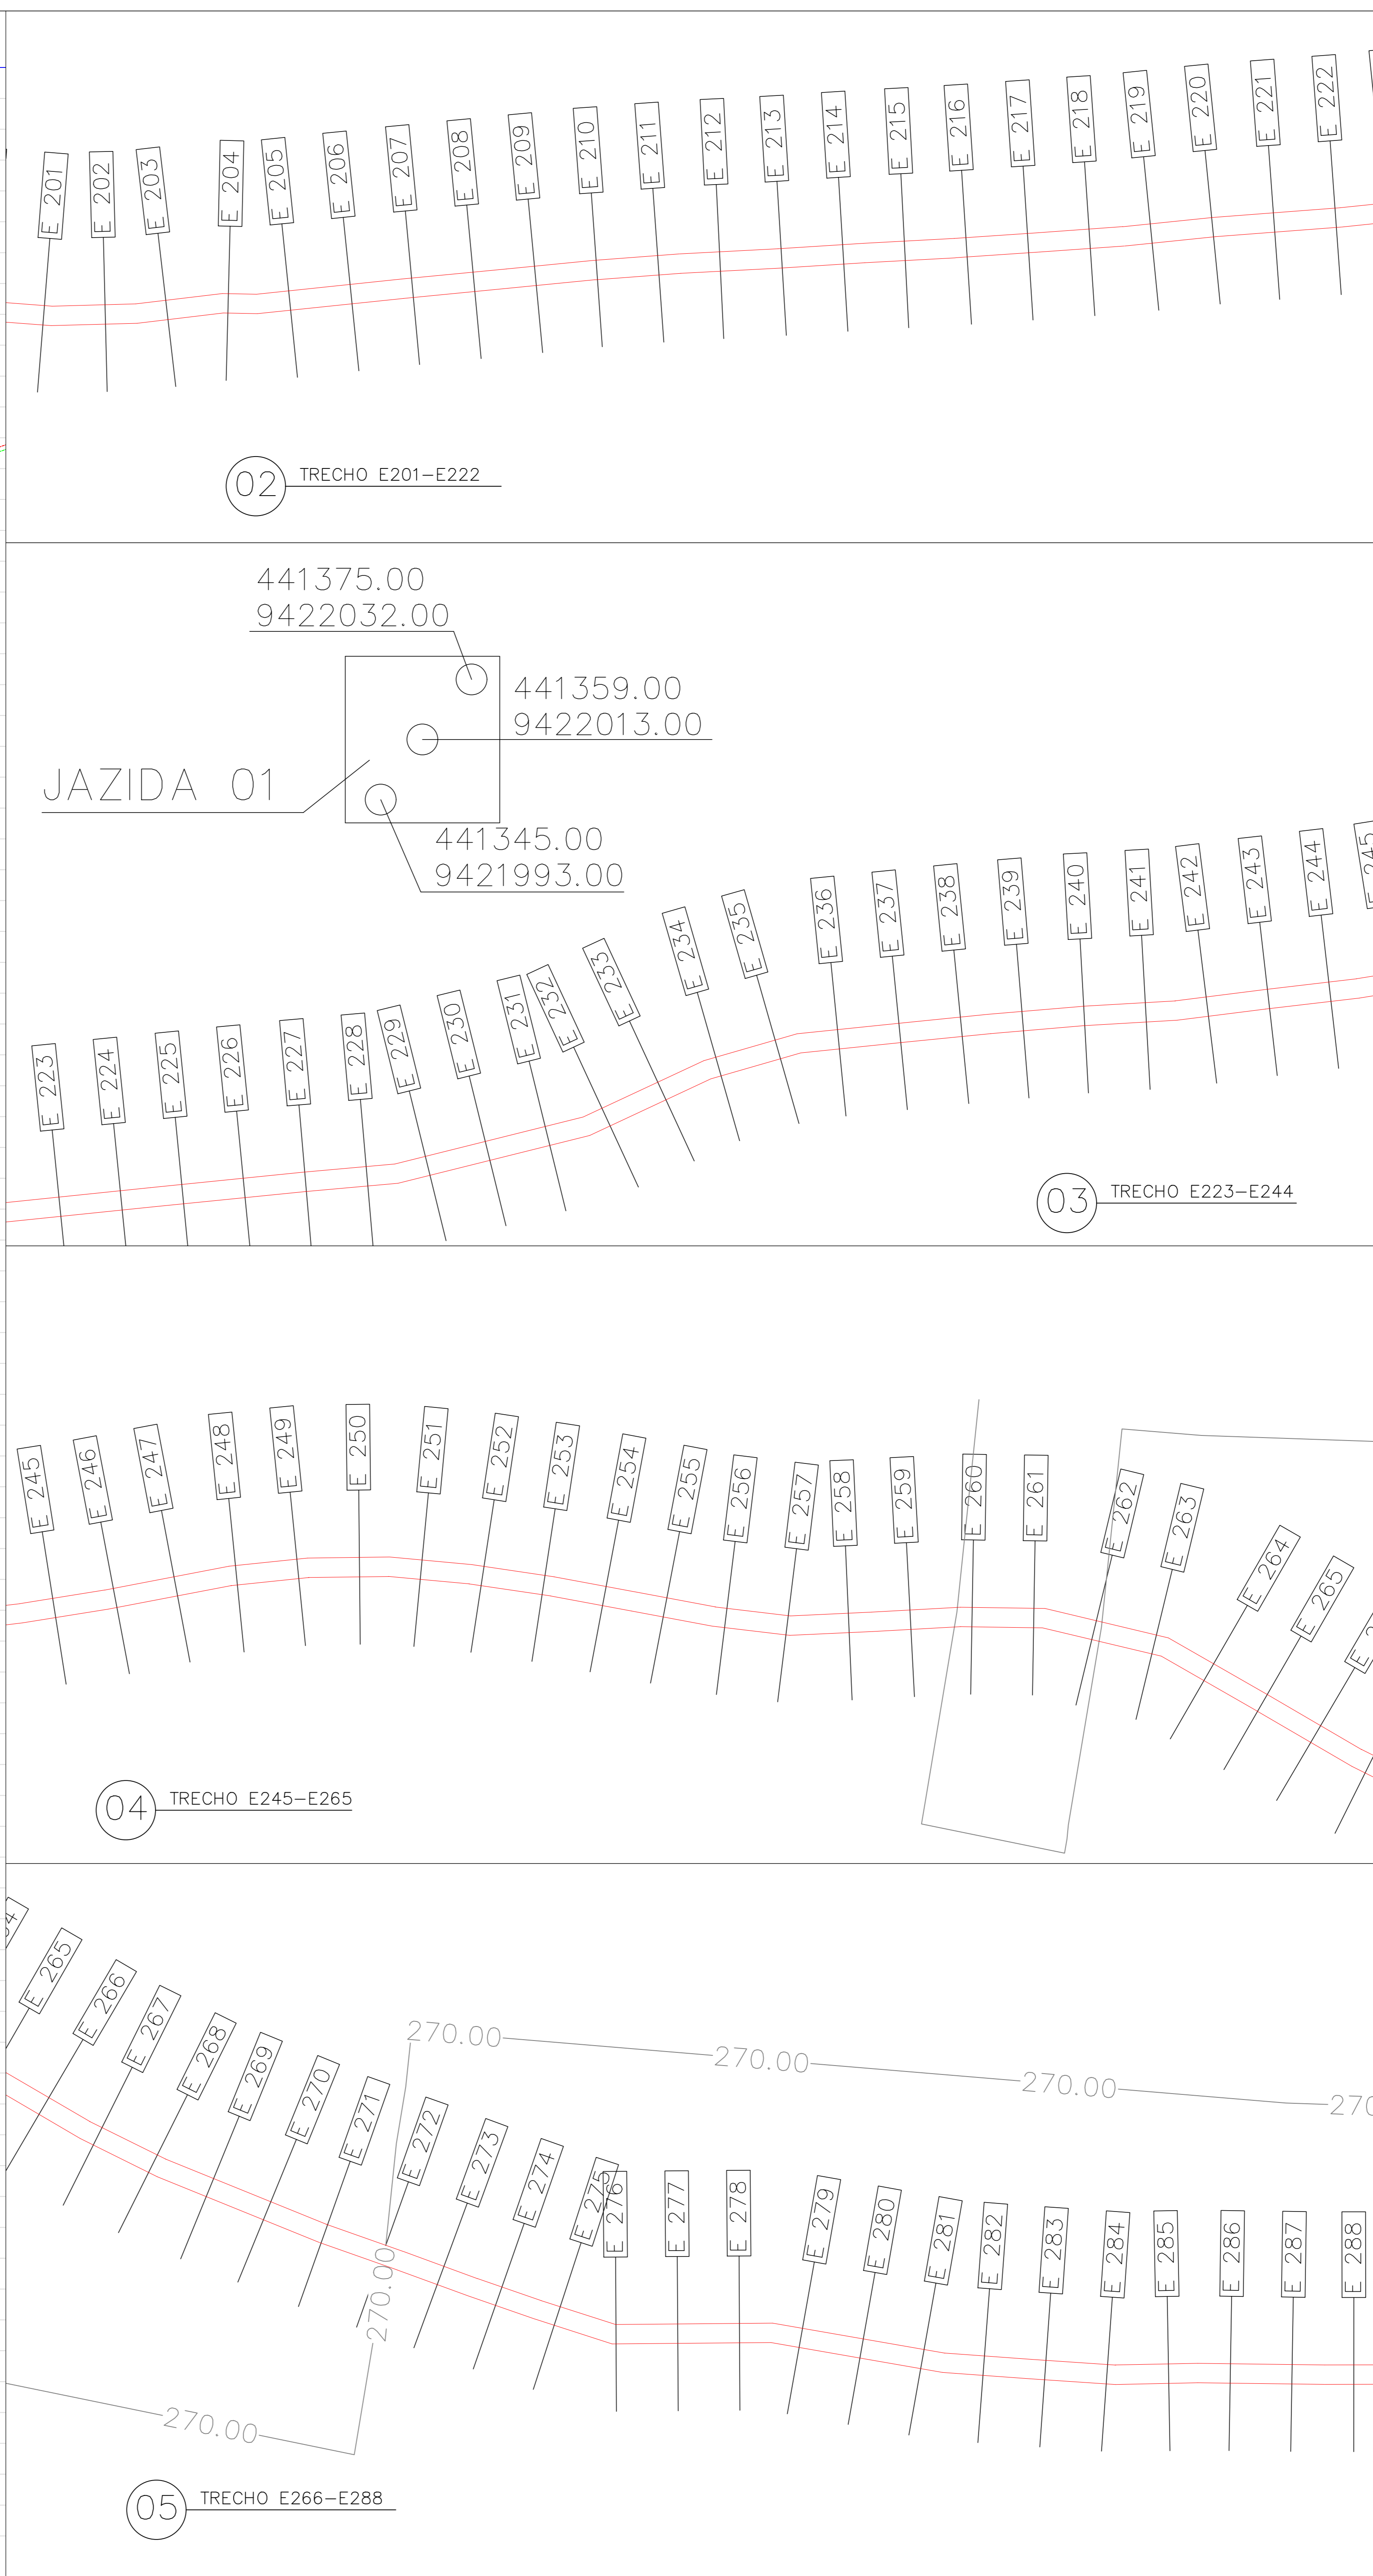 E 201
E 202
E 203
E 204
E 205
E 206
E 207
E 208
E 209
E 210
E 211
E 212
E 213
E 214
E 215
E 216
E 217
E 218
E 219
E 220
E 221
E 222
02
TRECHO E201-E222
441375.00
9422032.00
441359.00
9422013.00
JAZIDA 01
441345.00
9421993.00
E 223
E 224
E 225
E 226
E 227
E 228
E 229
E 230
E 231
E 232
E 233
E 234
E 235
E 236
E 237
E 238
E 239
E 240
E 241
E 242
E 243
E 244
E 245
03
TRECHO E223-E244
E 245
E 246
E 247
E 248
E 249
E 250
E 251
E 252
E 253
E 254
E 255
E 256
E 257
E 258
E 259
E 260
E 261
E 262
E 263
E 264
E 265
04
TRECHO E245-E265
E 265
E 266
E 267
E 268
E 269
E 270
E 271
E 272
E 273
E 274
E 275
E 276
E 277
E 278
E 279
E 280
E 281
E 282
E 283
E 284
E 285
E 286
E 287
E 288
270.00
270.00
270.00
270.00
270.00
05
TRECHO E266-E288